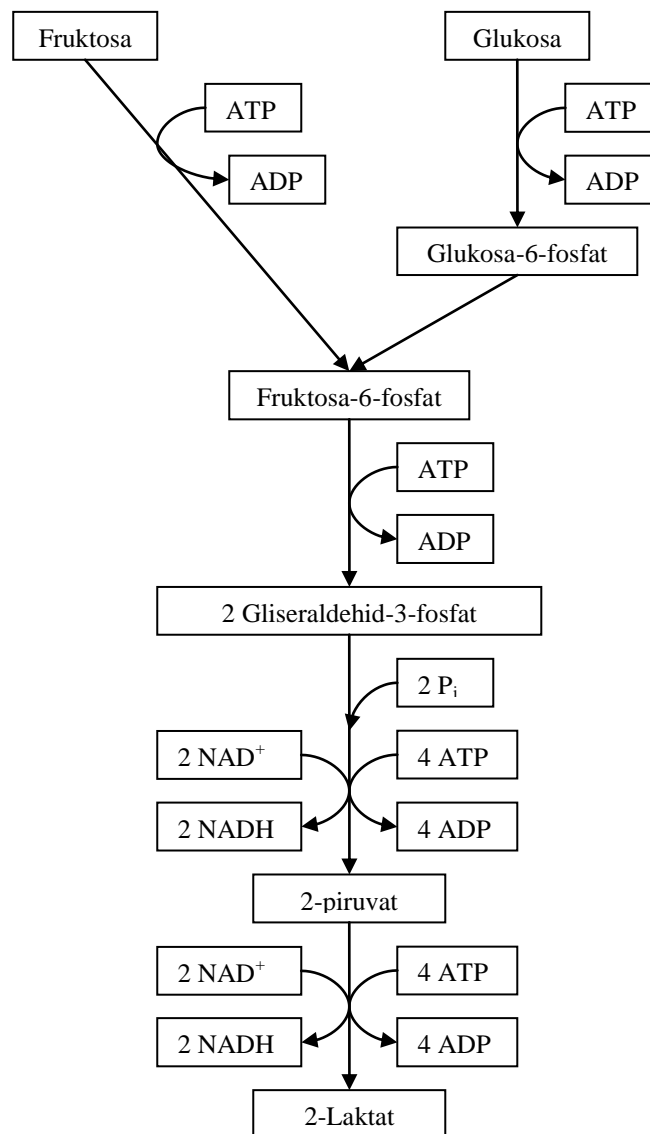 Fruktosa
Glukosa
ATP
ATP
ADP
ADP
Glukosa-6-fosfat
Fruktosa-6-fosfat
ATP
ADP
2 Gliseraldehid-3-fosfat
2 Pi
2 NAD+
4 ATP
2 NADH
4 ADP
2-piruvat
2 NAD+
4 ATP
2 NADH
4 ADP
2-Laktat